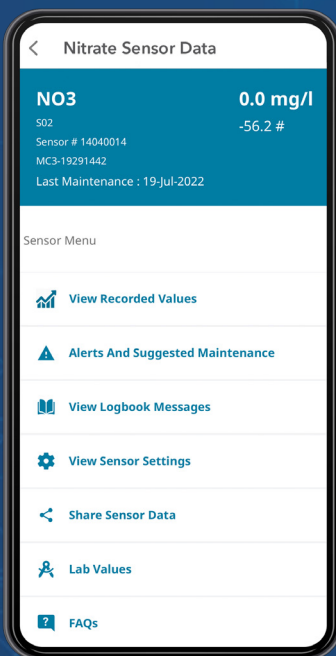 Nitrate Sensor Data
NO3 0.0 mg/l
S02 -56.2 #
Sensor # 14040014
MC3-19291442
Last Maintenance : 19-Jul-2022
Sensor Menu
View Recorded Values
Alerts And Suggested Maintenance
View Logbook Messages
View Sensor Settings
Share Sensor Data
Lab Values
? FAQs